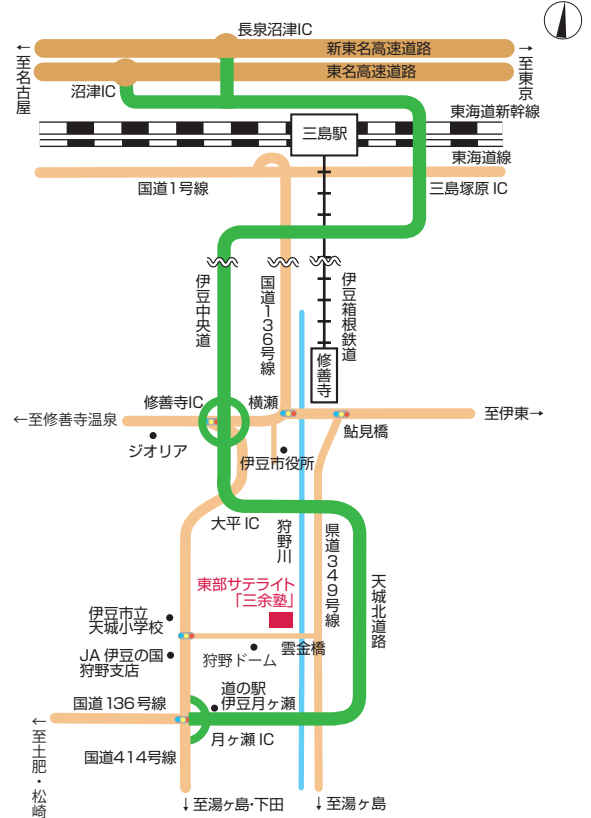 長泉沼津IC
新東名高速道路
←至名古屋
→至東京
東名高速道路
沼津IC
東海道新幹線
三島駅
東海道線
国道1号線
三島塚原IC
伊豆中央道
国道136号線
伊豆箱根鉄道
修善寺
修善寺IC
横瀬
←至修善寺温泉
至伊東→
鮎見橋
ジオリア
伊豆市役所
大平IC
狩野川
県道349号線
天城北道路
東部サテライト
「三余塾」
伊豆市立
天城小学校
雲金橋
JA伊豆の国
狩野支店
狩野ドーム
道の駅
伊豆月ヶ瀬
国道136号線
←至土肥・松崎
月ヶ瀬IC
国道414号線
↓至湯ヶ島・下田
↓至湯ヶ島